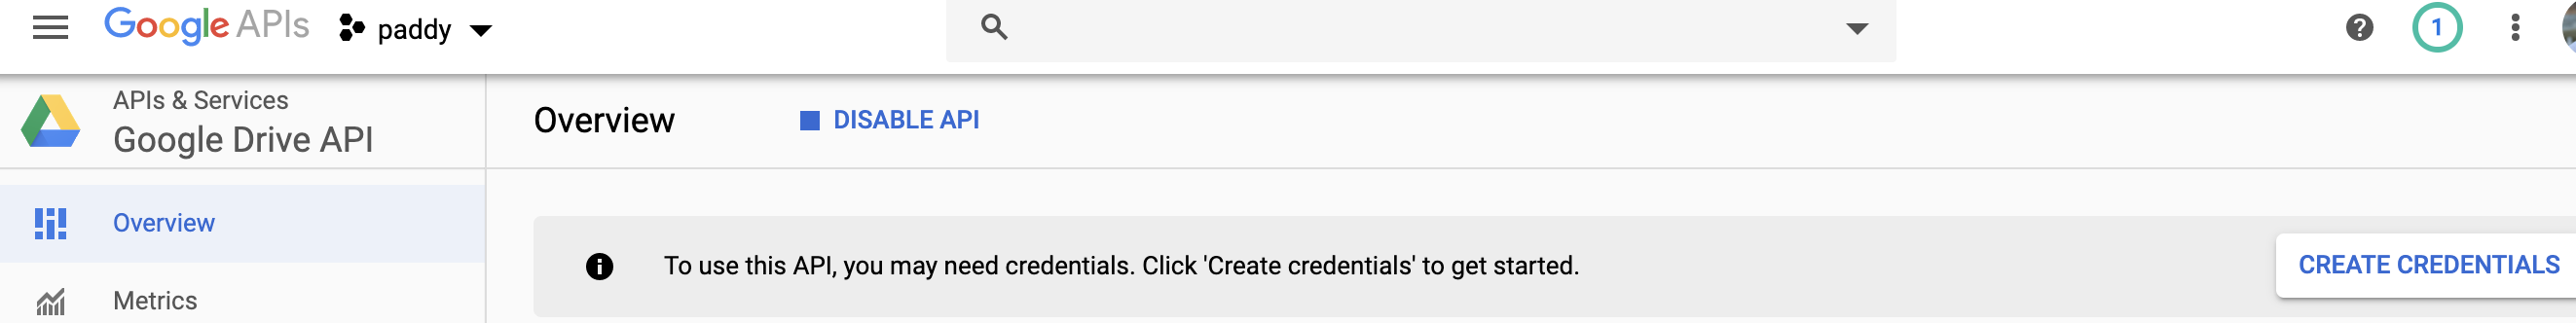 Google APIs paddy
1
APIs & Services
Google Drive API
Overview DISABLE API
Overview
To use this API, you may need credentials. Click 'Create credentials' to get started.
CREATE CREDENTIALS
Metrics